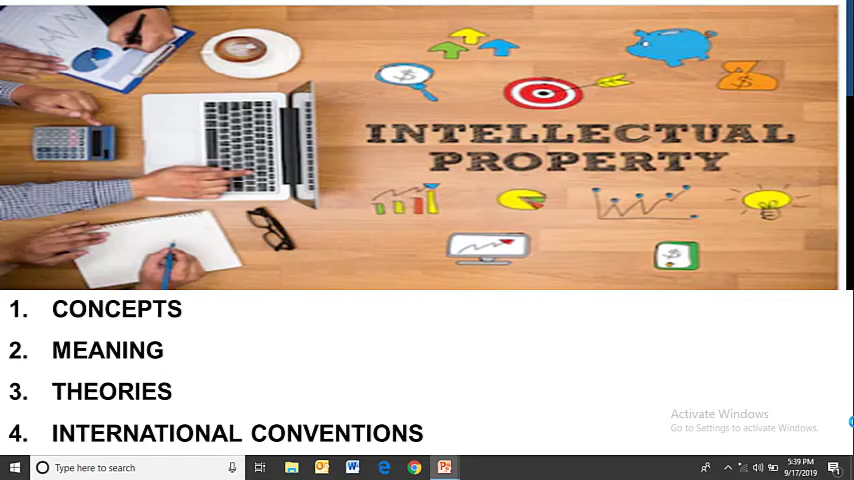 INTELLECTUAL
PROPERTY
1. CONCEPTS
2. MEANING
3. THEORIES
4. INTERNATIONAL CONVENTIONS
Activate Windows
Go to Settings to activate Windows.
Type here to search
5:39 PM
9/17/2019